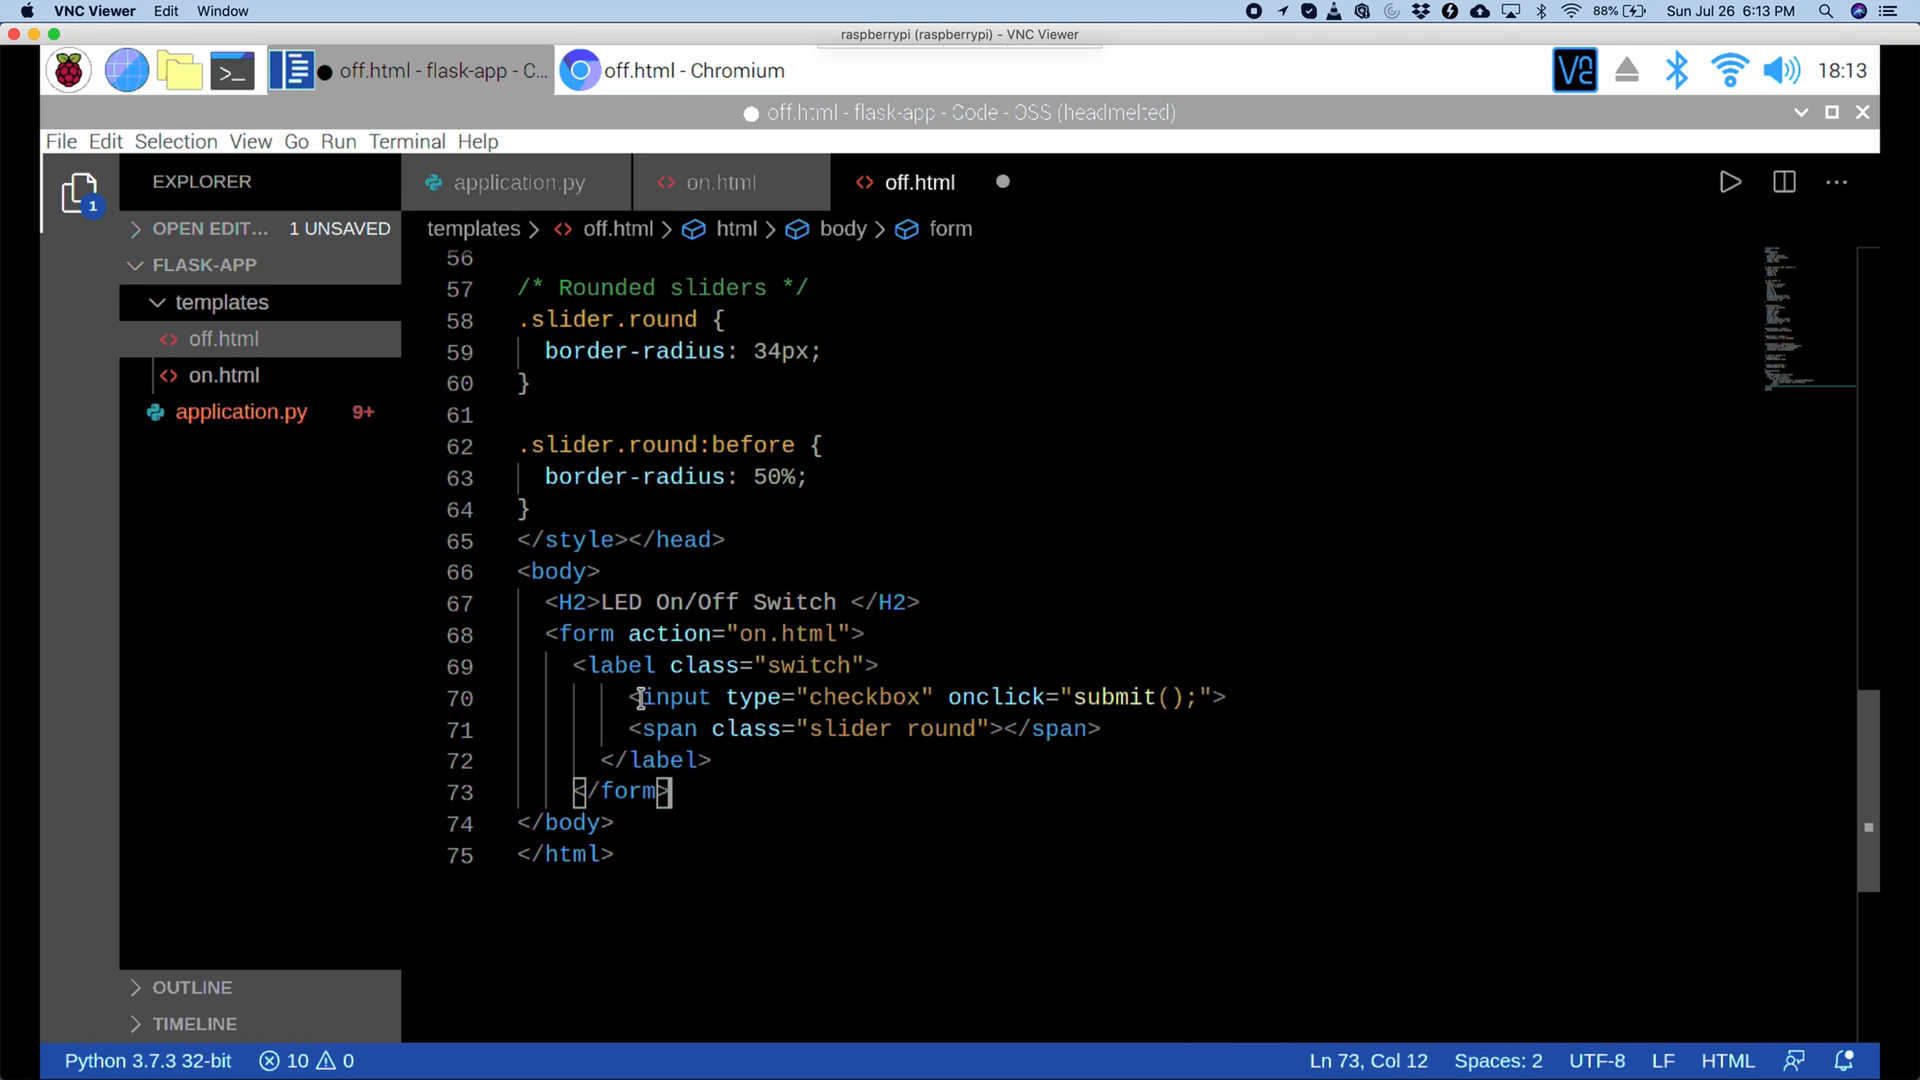 VNC Viewer Edit Window 88% Sun Jul 26 6:13 PM
raspberrypi (raspberrypi) - VNC Viewer
off.html - flask-app - C... off.html - Chromium 18:13
off.html - flask-app - Code - OSS (headmelted)
File Edit Selection View Go Run Terminal Help
EXPLORER application.py on.html off.html
OPEN EDIT... 1 UNSAVED templates > off.html > html > body > form
FLASK-APP
templates
off.html
on.html
application.py 9+
1
56
57 /* Rounded sliders */
58 .slider.round {
59 border-radius: 34px;
60 }
61
62 .slider.round:before {
63 border-radius: 50%;
64 }
65 </style></head>
66 <body>
67 <H2>LED On/Off Switch </H2>
68 <form action="on.html">
69 <label class="switch">
70 <input type="checkbox" onclick="submit();">
71 <span class="slider round"></span>
72 </label>
73 </form>
74 </body>
75 </html>
OUTLINE
TIMELINE
Python 3.7.3 32-bit 10 0 Ln 73, Col 12 Spaces: 2 UTF-8 LF HTML